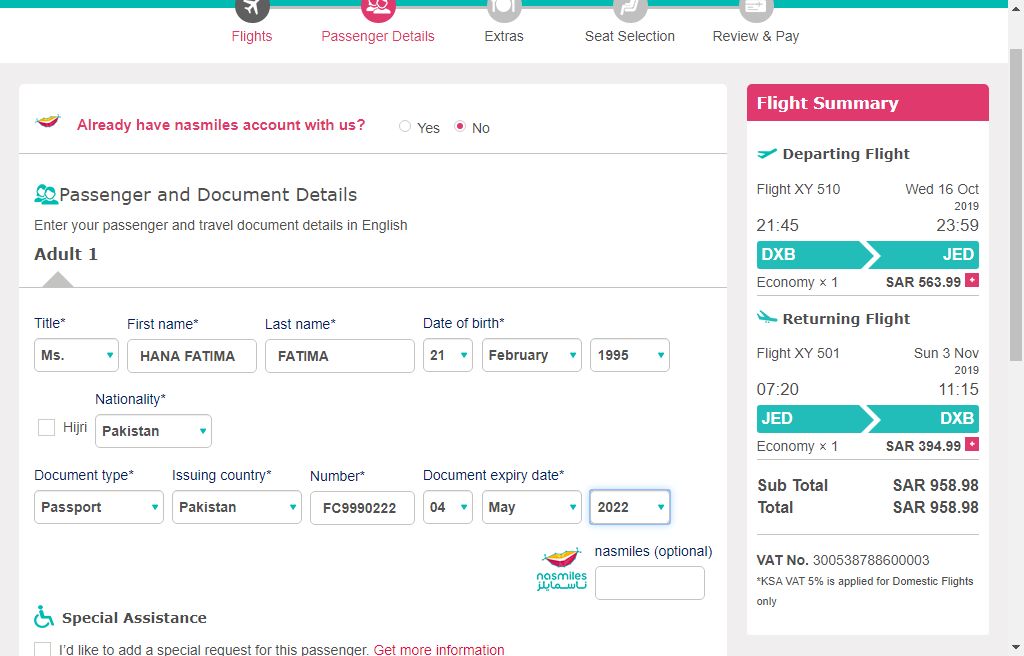 Flights
Passenger Details
Extras
Seat Selection
Review & Pay
Already have nasmiles account with us?
Yes
No
Passenger and Document Details
Enter your passenger and travel document details in English
Adult 1
Title*
First name*
Last name*
Date of birth*
Ms.
HANA FATIMA
FATIMA
21
February
1995
Nationality*
Hijri
Pakistan
Document type*
Issuing country*
Number*
Document expiry date*
Passport
Pakistan
FC9990222
04
May
2022
nasmiles (optional)
nasmiles
ناسمايلز
Special Assistance
I'd like to add a special request for this passenger. Get more information
Flight Summary
Departing Flight
Flight XY 510
Wed 16 Oct
2019
21:45
23:59
DXB
JED
Economy × 1
SAR 563.99 +
Returning Flight
Flight XY 501
Sun 3 Nov
2019
07:20
11:15
JED
DXB
Economy × 1
SAR 394.99 +
Sub Total
SAR 958.98
Total
SAR 958.98
VAT No. 300538788600003
*KSA VAT 5% is applied for Domestic Flights
only